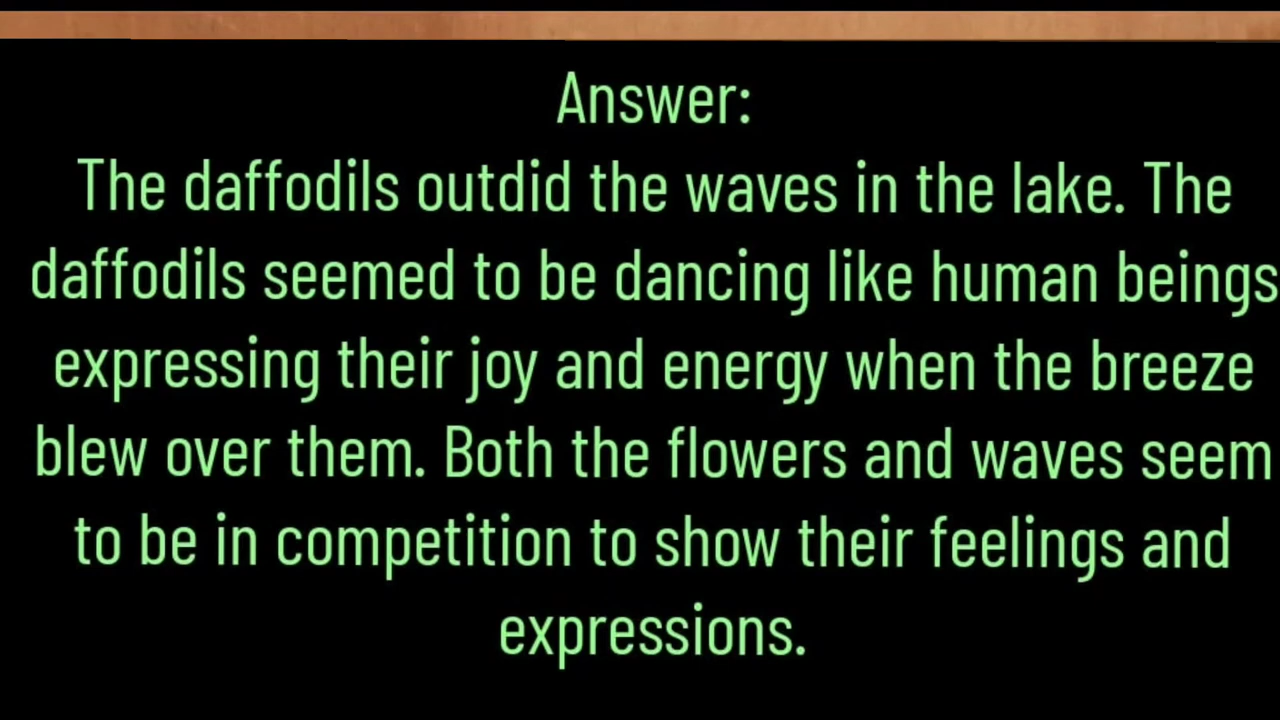 Answer:
The daffodils outdid the waves in the lake. The
daffodils seemed to be dancing like human beings
expressing their joy and energy when the breeze
blew over them. Both the flowers and waves seem
to be in competition to show their feelings and
expressions.